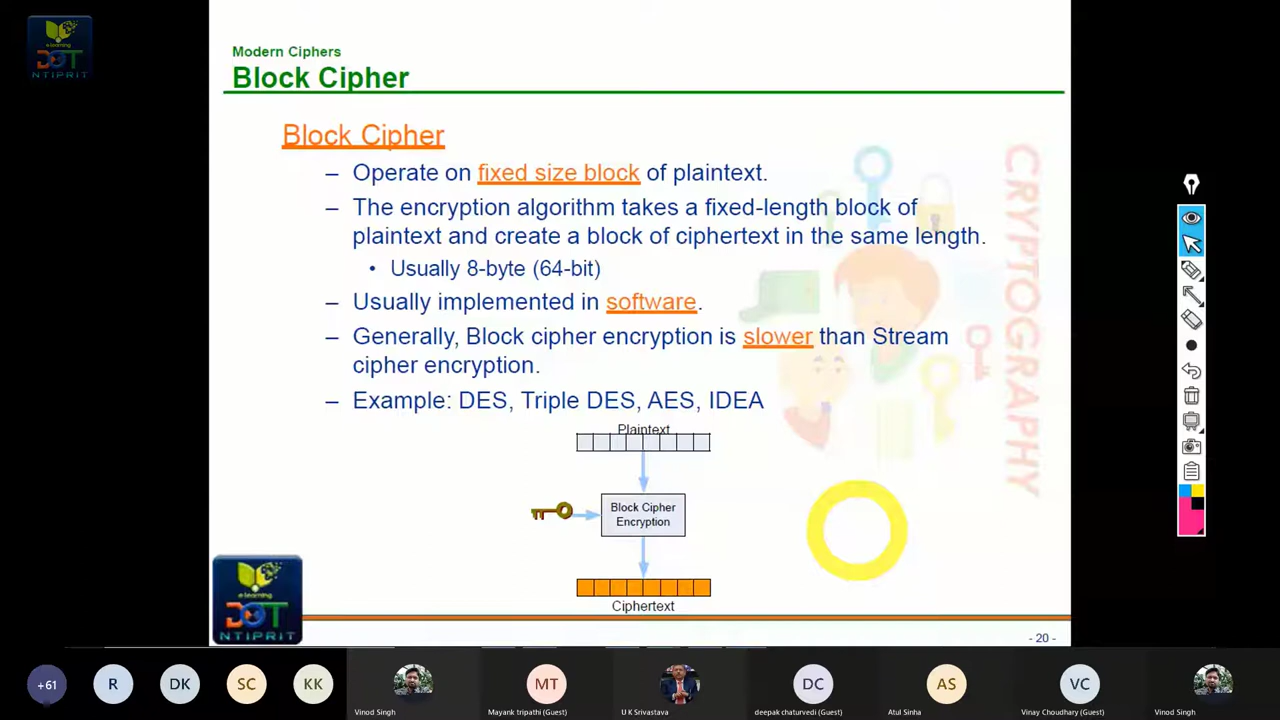 e-learning
DOT
NTIPRIT
Modern Ciphers
Block Cipher
Block Cipher
– Operate on fixed size block of plaintext.
– The encryption algorithm takes a fixed-length block of
plaintext and create a block of ciphertext in the same length.
• Usually 8-byte (64-bit)
– Usually implemented in software.
– Generally, Block cipher encryption is slower than Stream
cipher encryption.
– Example: DES, Triple DES, AES, IDEA
CRYPTOGRAPHY
Plaintext
Block Cipher
Encryption
Ciphertext
e-learning
DOT
NTIPRIT
- 20 -
+61
R
DK
SC
KK
Vinod Singh
MT
Mayank tripathi (Guest)
U K Srivastava
DC
deepak chaturvedi (Guest)
AS
Atul Sinha
VC
Vinay Choudhary (Guest)
Vinod Singh